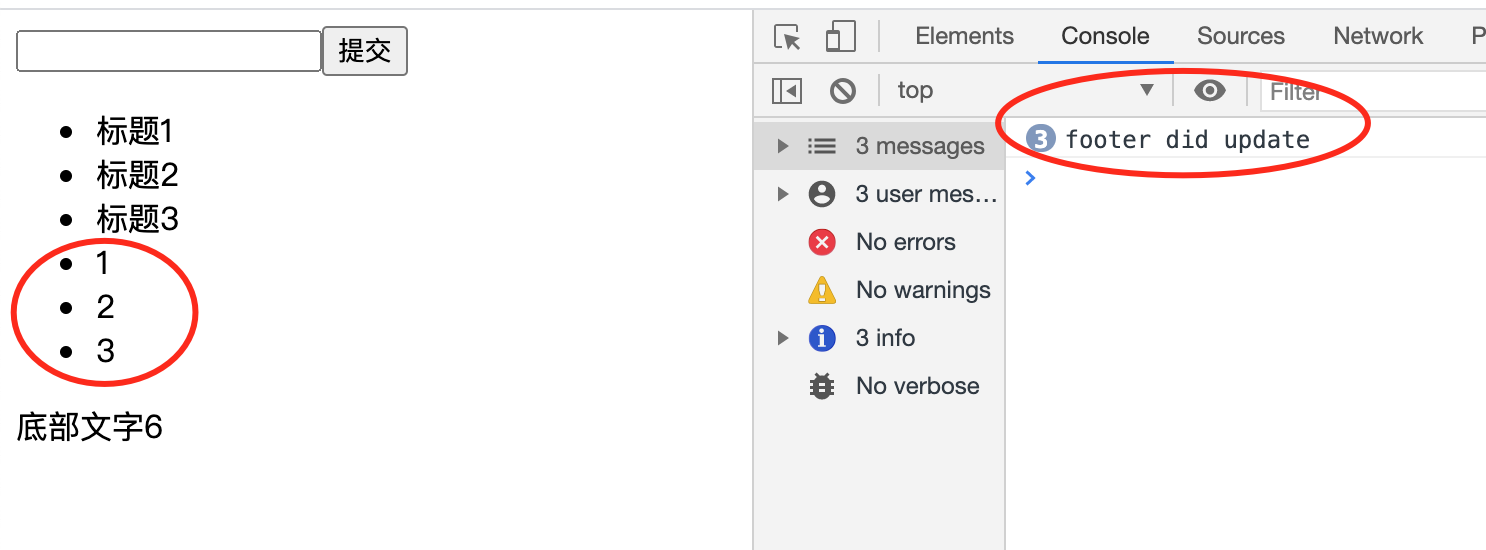 提交
标题1
标题2
标题3
1
2
3
底部文字6
Elements Console Sources Network P
top Filter
3 messages
3 user mes…
No errors
No warnings
3 info
No verbose
3 footer did update